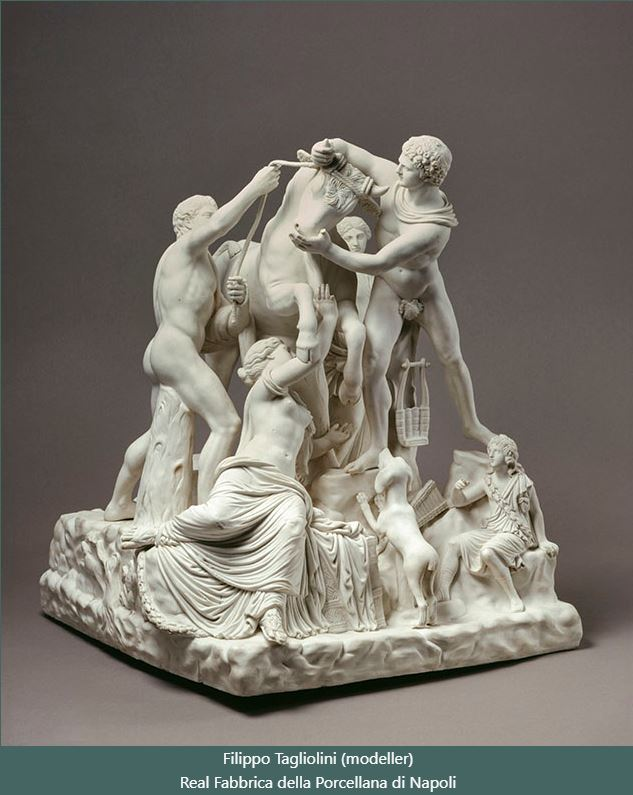 Filippo Tagliolini (modeller)
Real Fabbrica della Porcellana di Napoli